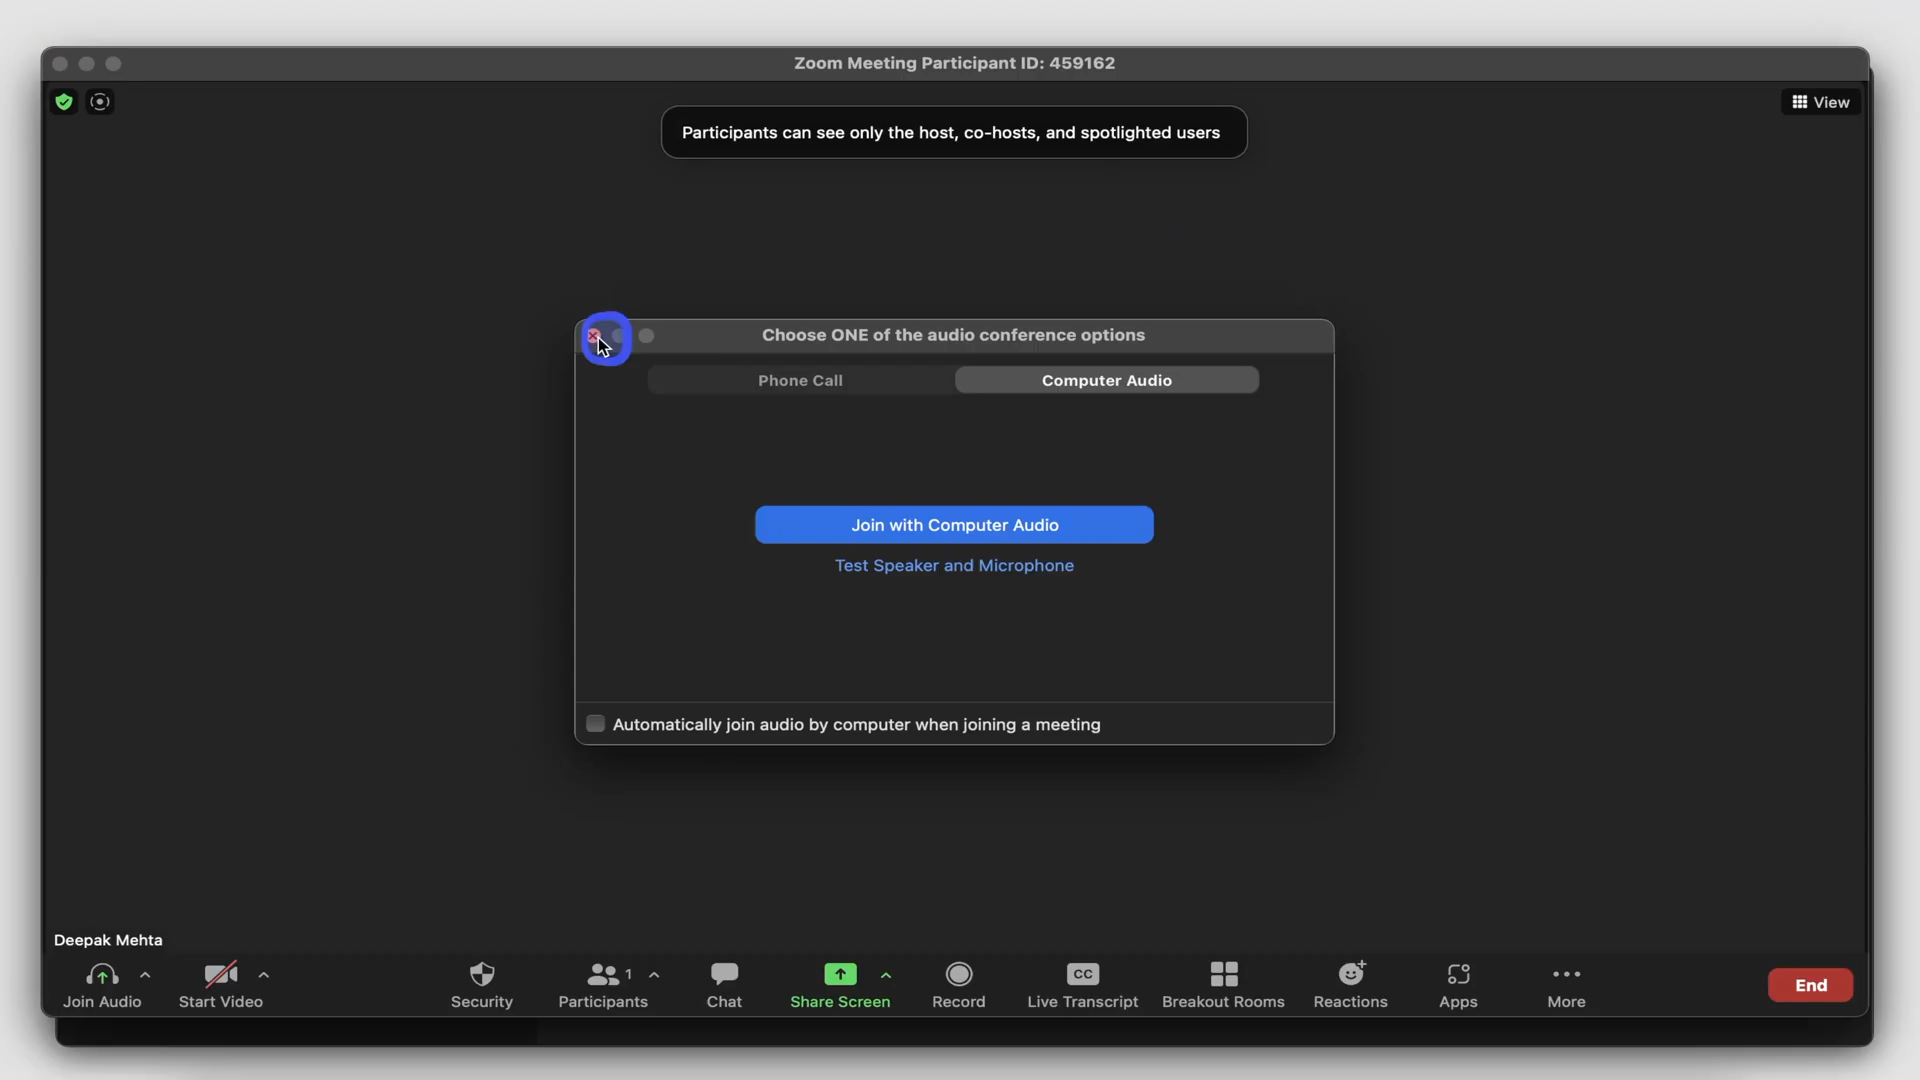 Zoom Meeting Participant ID: 459162
View
Participants can see only the host, co-hosts, and spotlighted users
Choose ONE of the audio conference options
Phone Call
Computer Audio
Join with Computer Audio
Test Speaker and Microphone
Automatically join audio by computer when joining a meeting
Deepak Mehta
Join Audio
Start Video
Security
1
Participants
Chat
Share Screen
Record
CC
Live Transcript
Breakout Rooms
Reactions
Apps
More
End